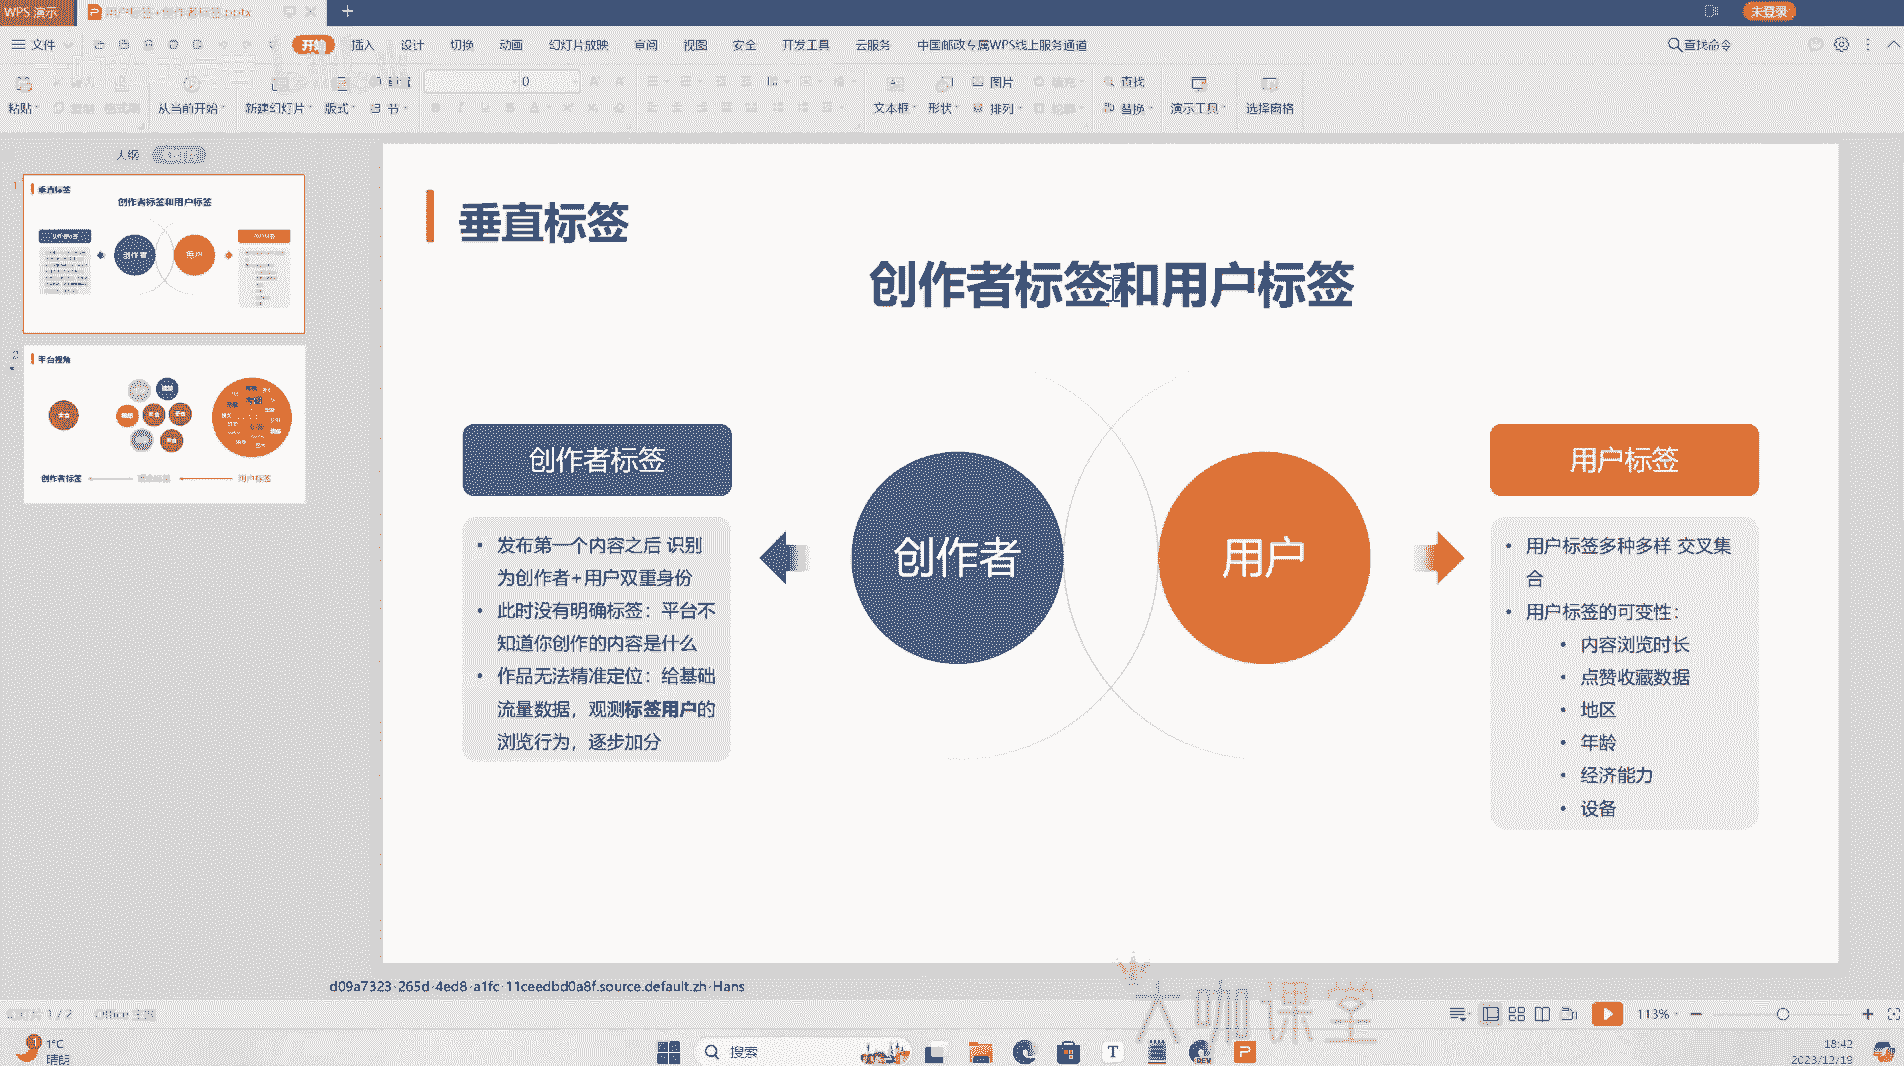 WPS 演示
用户标签+创作者标签.pptx
未登录
文件
开始
插入
设计
切换
动画
幻灯片放映
审阅
视图
安全
开发工具
云服务
中国邮政专属WPS线上服务通道
查找命令
粘贴
复制
格式刷
从当前开始
新建幻灯片
版式
节
0
文本框
形状
图片
排列
填充
轮廓
查找
替换
演示工具
选择窗格
大纲
1
垂直标签
创作者标签和用户标签
创作者
用户
2
平台视角
创作者标签
用户标签
垂直标签
创作者标签和用户标签
创作者标签
• 发布第一个内容之后 识别
为创作者+用户双重身份
• 此时没有明确标签：平台不
知道你创作的内容是什么
• 作品无法精准定位：给基础
流量数据，观测标签用户的
浏览行为，逐步加分
创作者
用户
用户标签
• 用户标签多种多样 交叉集
合
• 用户标签的可变性：
• 内容浏览时长
• 点赞收藏数据
• 地区
• 年龄
• 经济能力
• 设备
d09a7323-265d-4ed8-a1fc-11ceedbd0a8f.source.default.zh-Hans
大咖课堂
1 / 2
Office 主题
113%
1°C
晴朗
搜索
18:42
2023/12/19